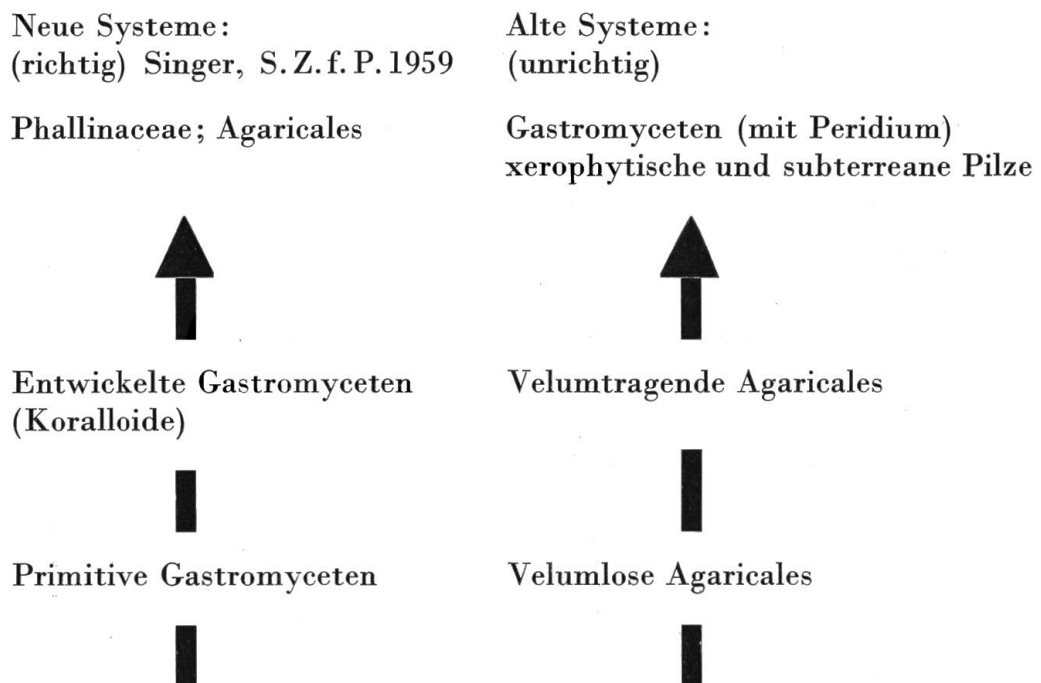 Neue Systeme:
(richtig) Singer, S.Z.f.P. 1959
Phallinaceae; Agaricales
Entwickelte Gastromyceten
(Koralloide)
Primitive Gastromyceten
Alte Systeme:
(unrichtig)
Gastromyceten (mit Peridium)
xerophytische und subterreane Pilze
Velumtragende Agaricales
Velumlose Agaricales